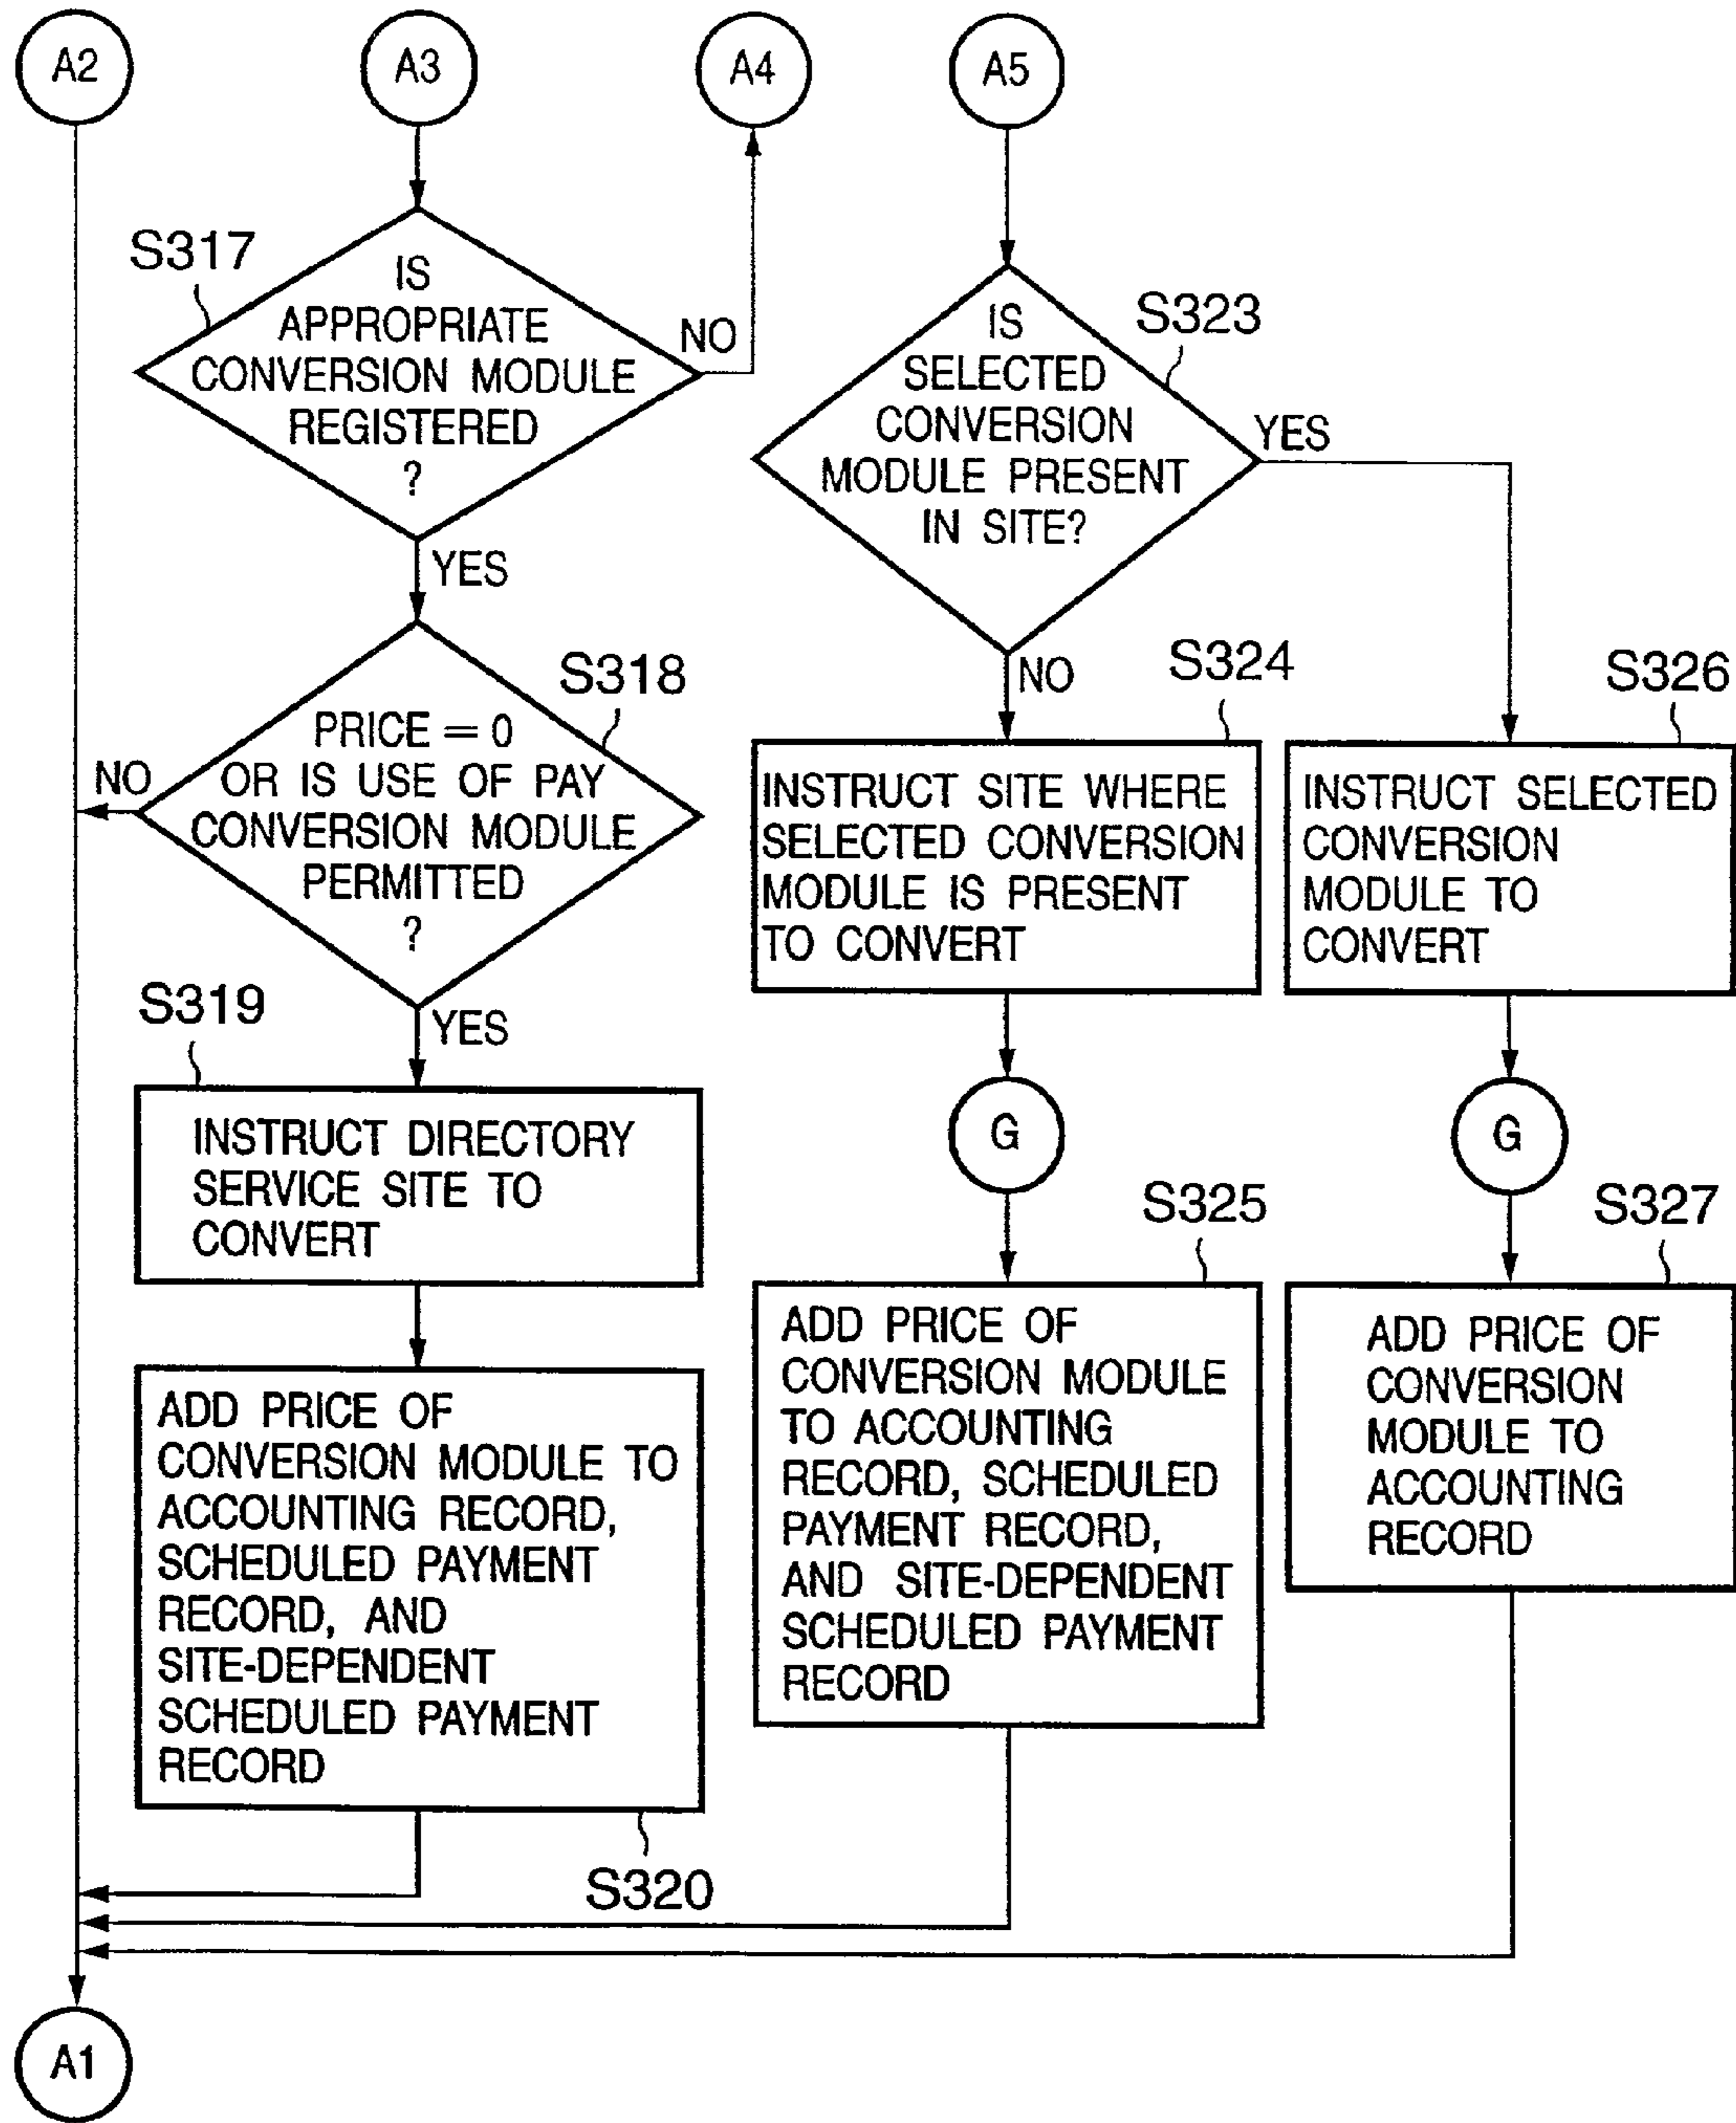 A2
A3
A4
A5
S317
IS
APPROPRIATE
CONVERSION MODULE
REGISTERED
?
NO
YES
S318
PRICE = 0
OR IS USE OF PAY
CONVERSION MODULE
PERMITTED
?
NO
YES
S319
INSTRUCT DIRECTORY
SERVICE SITE TO
CONVERT
ADD PRICE OF
CONVERSION MODULE TO
ACCOUNTING RECORD,
SCHEDULED PAYMENT
RECORD, AND
SITE-DEPENDENT
SCHEDULED PAYMENT
RECORD
S320
S323
IS
SELECTED
CONVERSION
MODULE PRESENT
IN SITE?
YES
NO
S324
INSTRUCT SITE WHERE
SELECTED CONVERSION
MODULE IS PRESENT
TO CONVERT
G
S325
ADD PRICE OF
CONVERSION MODULE
TO ACCOUNTING
RECORD, SCHEDULED
PAYMENT RECORD,
AND SITE-DEPENDENT
SCHEDULED PAYMENT
RECORD
S326
INSTRUCT SELECTED
CONVERSION
MODULE TO
CONVERT
G
S327
ADD PRICE OF
CONVERSION
MODULE TO
ACCOUNTING
RECORD
A1